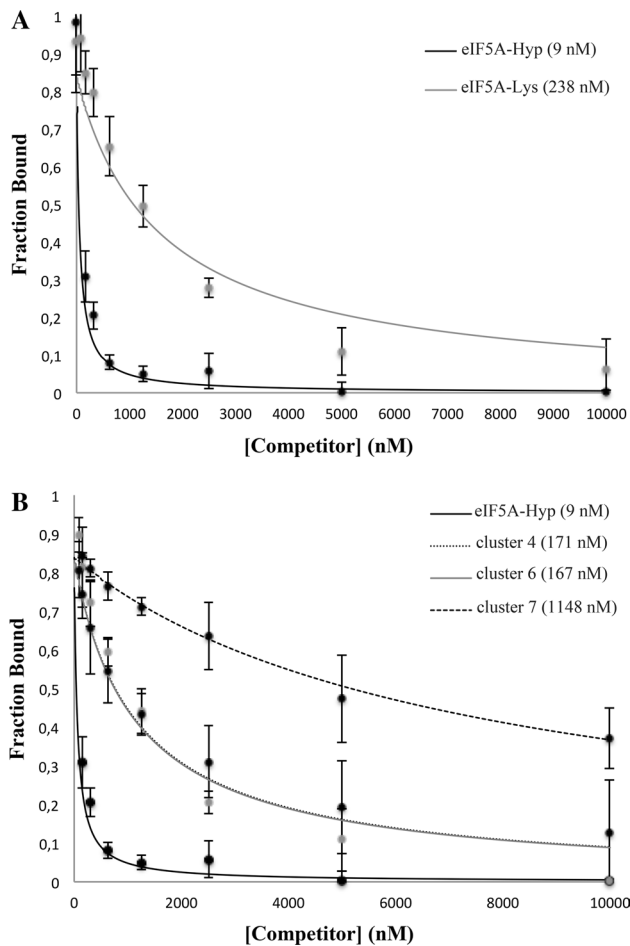 A
1
0,9
0,8
0,7
0,6
0,5
0,4
0,3
0,2
0,1
0
Fraction Bound
eIF5A-Hyp (9 nM)
eIF5A-Lys (238 nM)
0 1000 2000 3000 4000 5000 6000 7000 8000 9000 10000
[Competitor] (nM)
B
1
0,9
0,8
0,7
0,6
0,5
0,4
0,3
0,2
0,1
0
Fraction Bound
eIF5A-Hyp (9 nM)
cluster 4 (171 nM)
cluster 6 (167 nM)
cluster 7 (1148 nM)
0 2000 4000 6000 8000 10000
[Competitor] (nM)